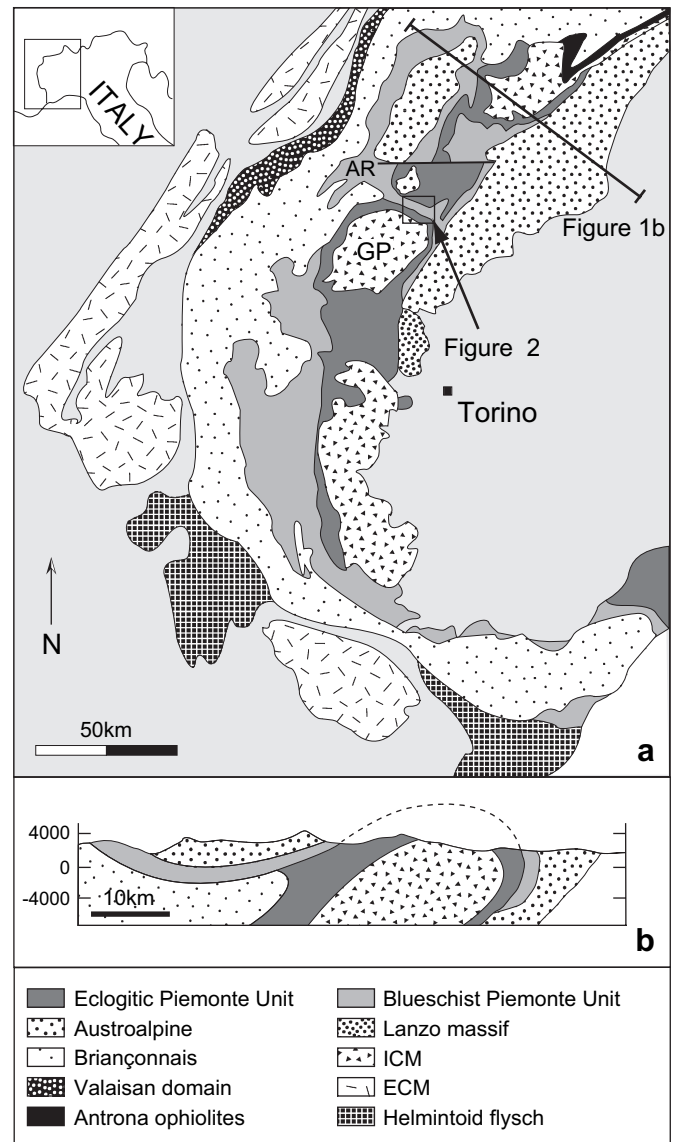 ITALY
AR
Figure 1b
GP
Figure 2
Torino
N
50km
a
4000
0
-4000
10km
b
Eclogitic Piemonte Unit
Blueschist Piemonte Unit
Austroalpine
Lanzo massif
Briançonnais
ICM
Valaisan domain
ECM
Antrona ophiolites
Helmintoid flysch